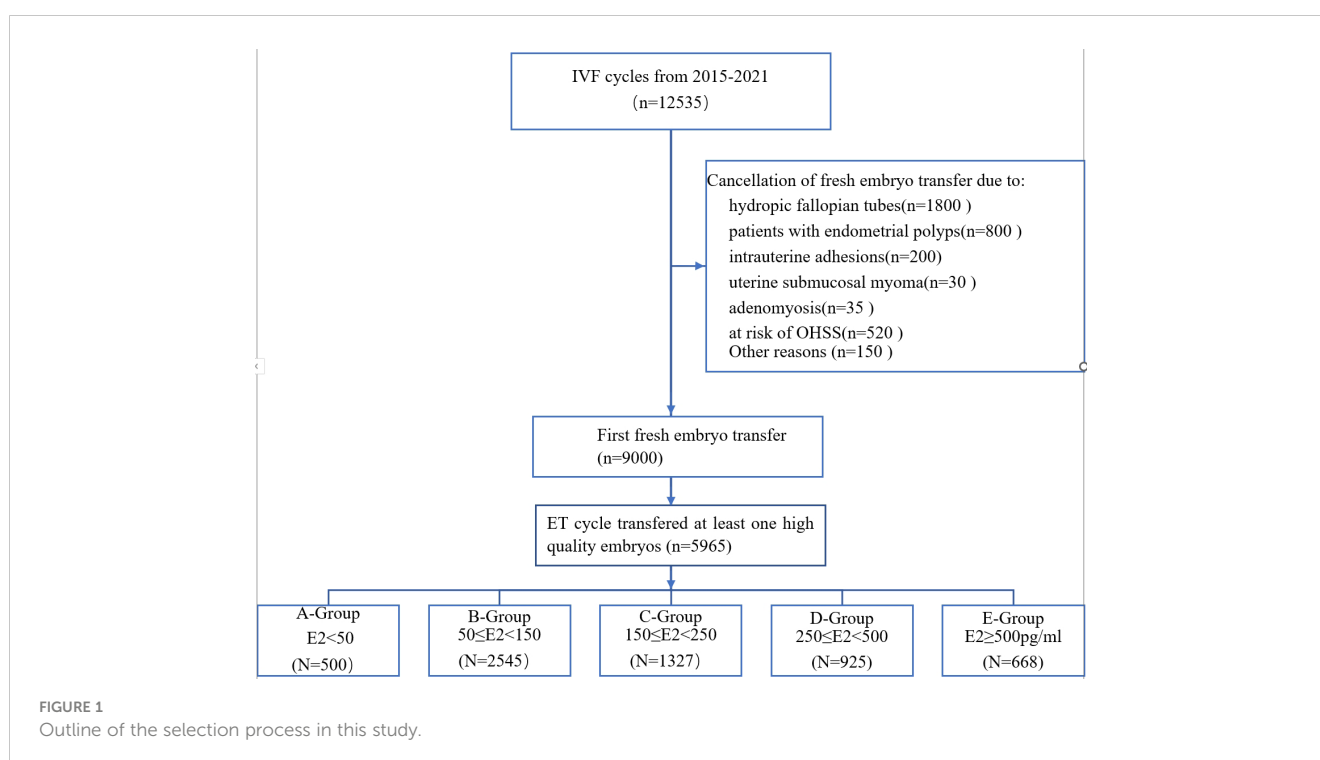 IVF cycles from 2015-2021
(n=12535)
Cancellation of fresh embryo transfer due to:
hydropic fallopian tubes(n=1800 )
patients with endometrial polyps(n=800 )
intrauterine adhesions(n=200)
uterine submucosal myoma(n=30 )
adenomyosis(n=35 )
at risk of OHSS(n=520 )
Other reasons (n=150 )
First fresh embryo transfer
(n=9000)
ET cycle transfered at least one high
quality embryos (n=5965)
A-Group
E2<50
(N=500)
B-Group
50≤E2<150
(N=2545)
C-Group
150≤E2<250
(N=1327)
D-Group
250≤E2<500
(N=925)
E-Group
E2≥500pg/ml
(N=668)
FIGURE 1
Outline of the selection process in this study.